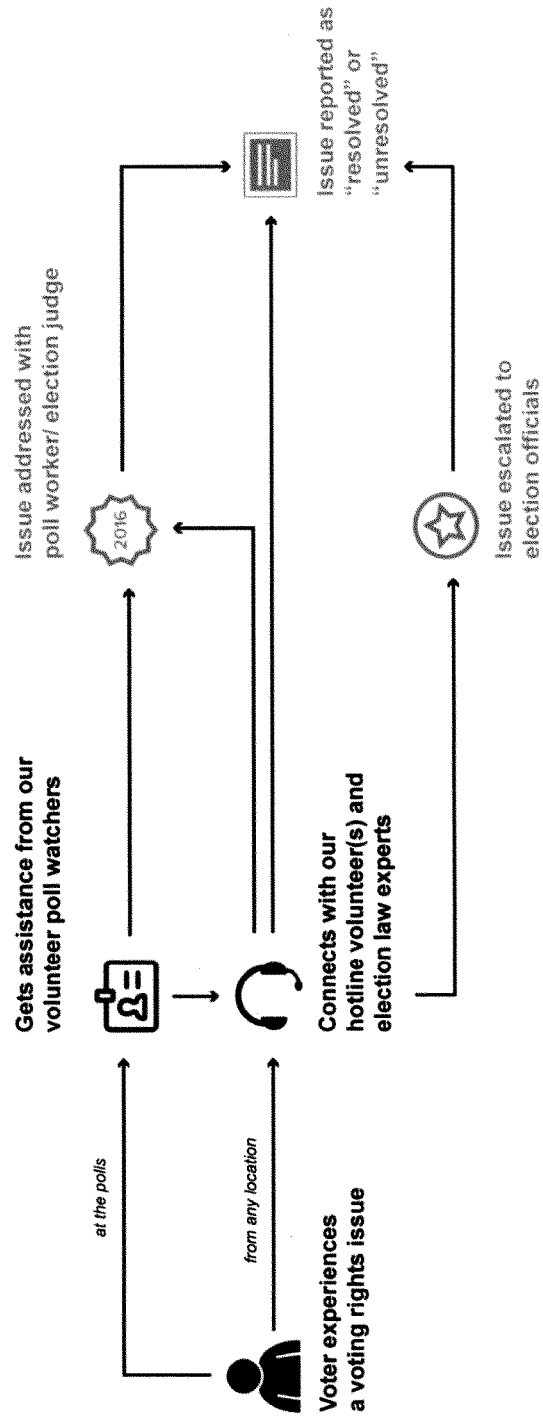 Voter experiences
a voting rights issue
at the polls
from any location
Gets assistance from our
volunteer poll watchers
Connects with our
hotline volunteer(s) and
election law experts
Issue addressed with
poll worker/ election judge
2016
Issue escalated to
election officials
Issue reported as
“resolved” or
“unresolved”